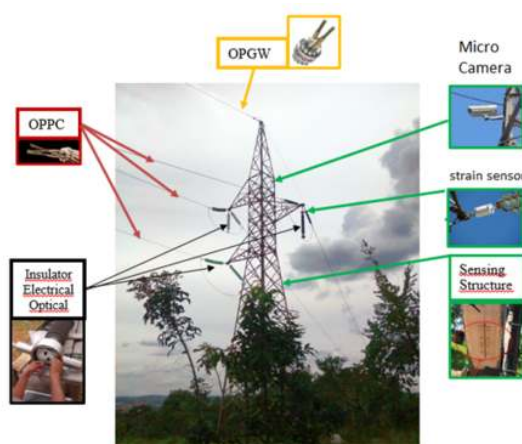 OPGW
Micro
Camera
OPPC
strain sensor
Insulator
Electrical
Optical
Sensing
Structure